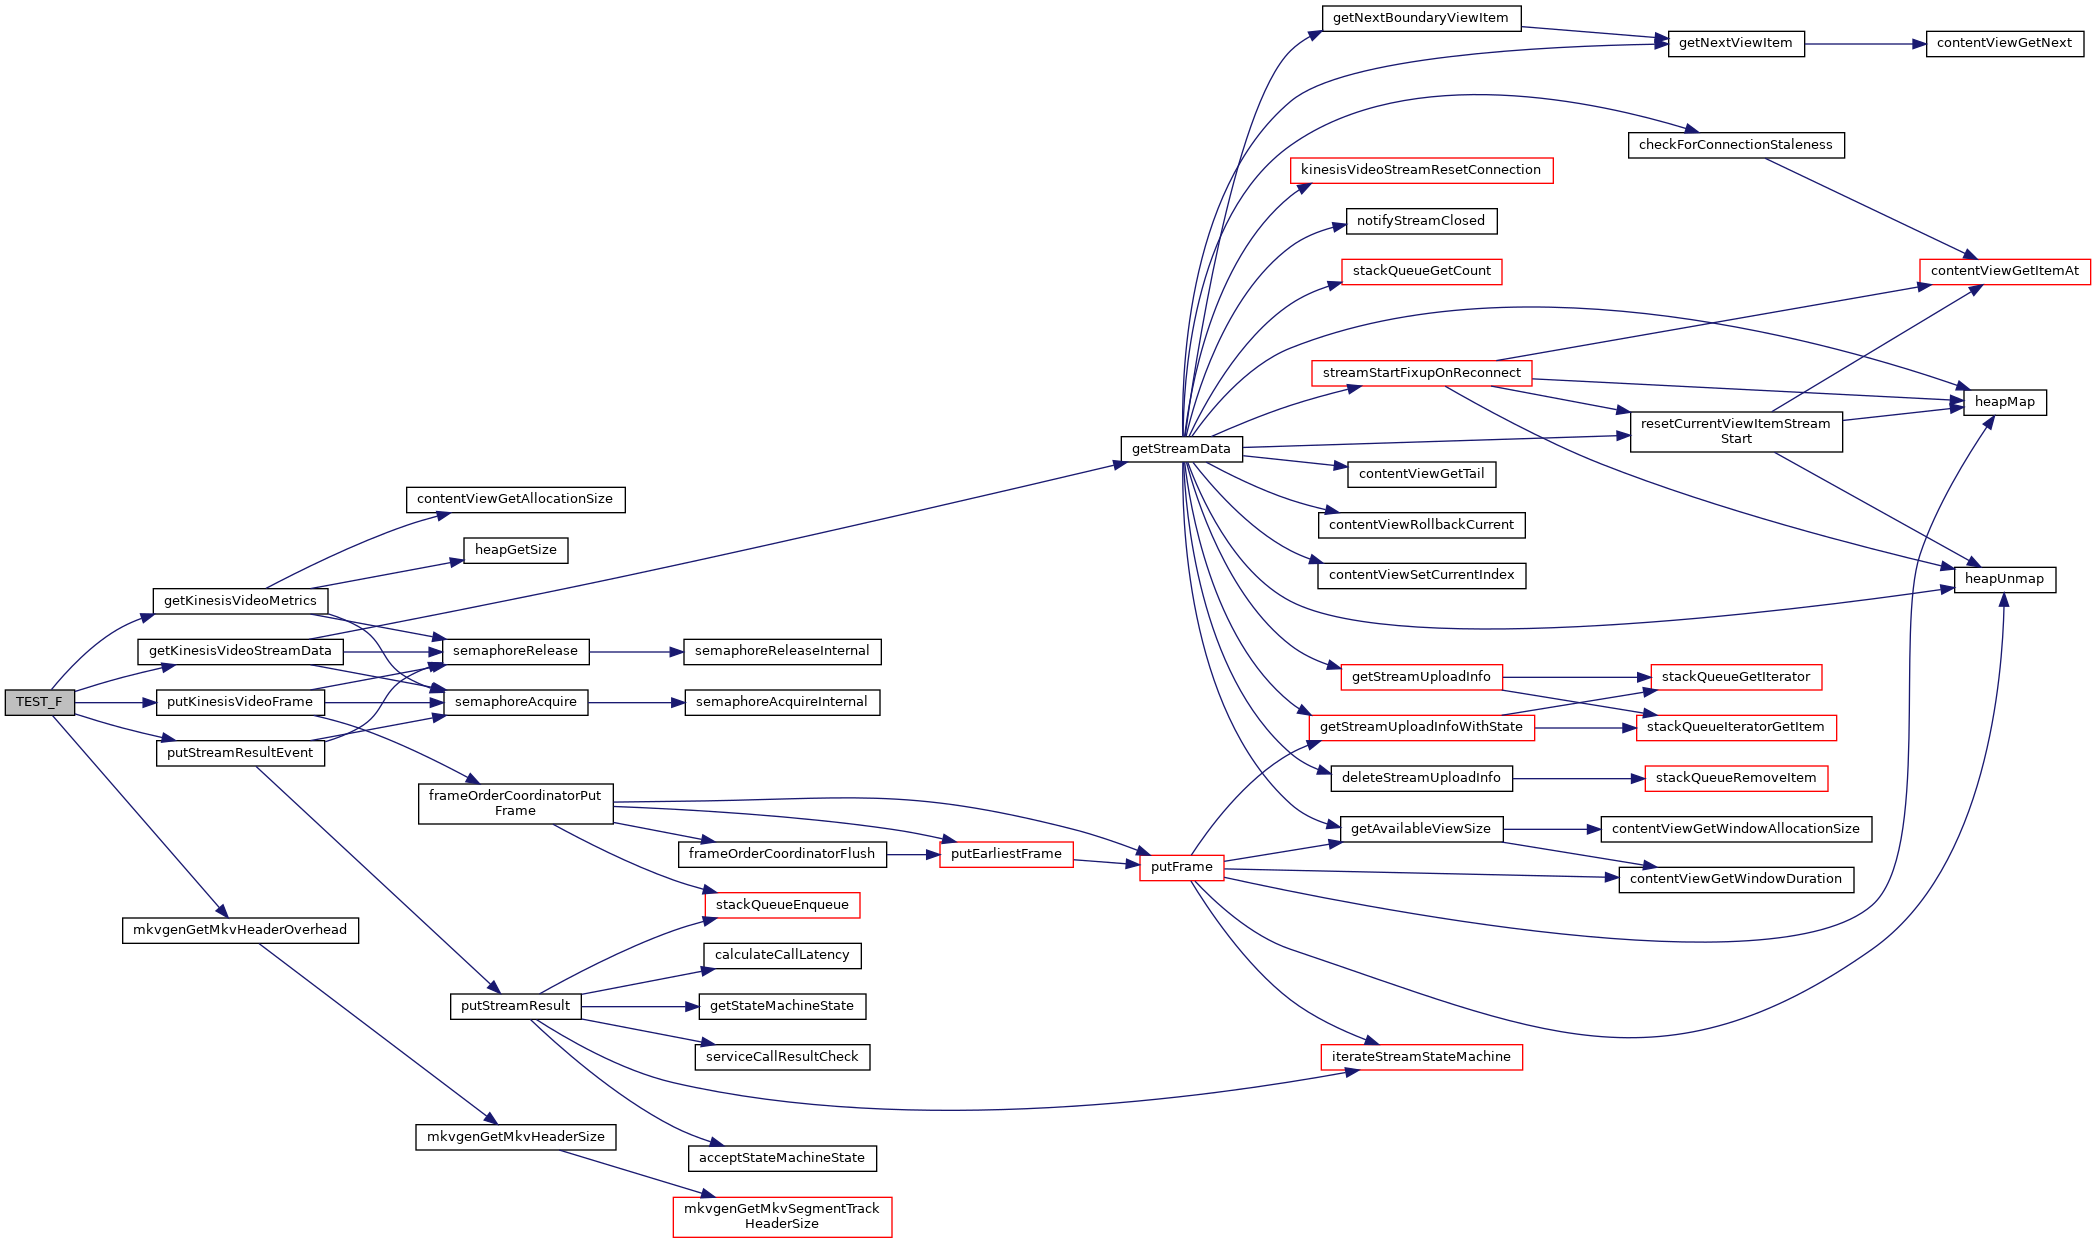 getNextBoundaryViewItem
getNextViewItem
contentViewGetNext
checkForConnectionStaleness
kinesisVideoStreamResetConnection
notifyStreamClosed
stackQueueGetCount
contentViewGetItemAt
streamStartFixupOnReconnect
heapMap
resetCurrentViewItemStream
Start
getStreamData
contentViewGetTail
contentViewGetAllocationSize
contentViewRollbackCurrent
heapGetSize
contentViewSetCurrentIndex
heapUnmap
getKinesisVideoMetrics
getKinesisVideoStreamData
semaphoreRelease
semaphoreReleaseInternal
getStreamUploadInfo
stackQueueGetIterator
TEST_F
putKinesisVideoFrame
semaphoreAcquire
semaphoreAcquireInternal
getStreamUploadInfoWithState
stackQueueIteratorGetItem
putStreamResultEvent
deleteStreamUploadInfo
stackQueueRemoveItem
frameOrderCoordinatorPut
Frame
getAvailableViewSize
contentViewGetWindowAllocationSize
frameOrderCoordinatorFlush
putEarliestFrame
putFrame
contentViewGetWindowDuration
stackQueueEnqueue
mkvgenGetMkvHeaderOverhead
calculateCallLatency
putStreamResult
getStateMachineState
serviceCallResultCheck
iterateStreamStateMachine
mkvgenGetMkvHeaderSize
acceptStateMachineState
mkvgenGetMkvSegmentTrack
HeaderSize